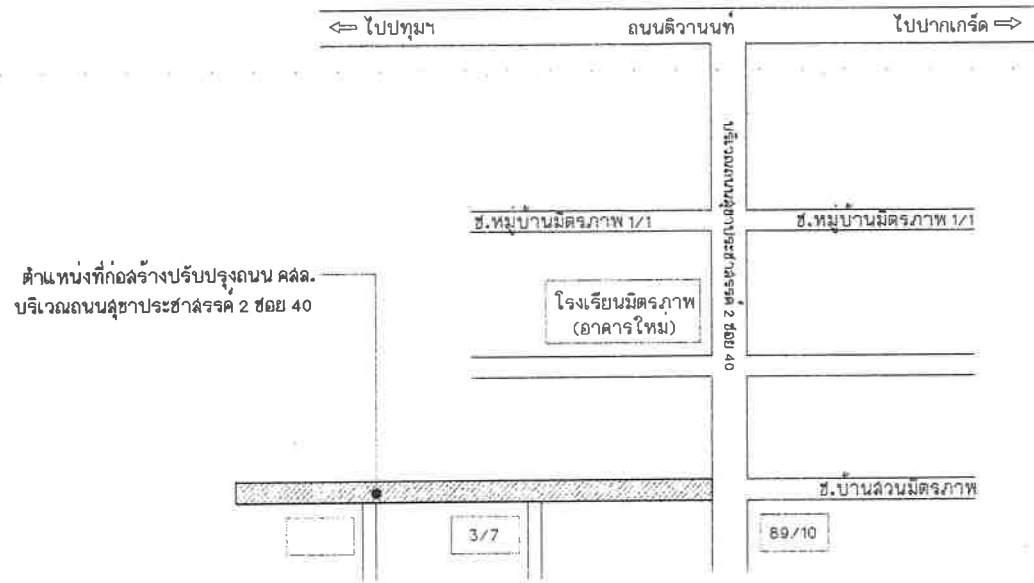 ⇐ ไปปทุมฯ
ถนนติวานนท์
ไปปากเกร็ด ⇒
บริเวณถนนสุขาประชาสรรค์ 2 ซอย 40
ซ.หมู่บ้านมิตรภาพ 1/1
ซ.หมู่บ้านมิตรภาพ 1/1
ตำแหน่งที่ก่อสร้างปรับปรุงถนน คสล.
บริเวณถนนสุขาประชาสรรค์ 2 ซอย 40
โรงเรียนมิตรภาพ
(อาคารใหม่)
ซ.บ้านสวนมิตรภาพ
3/7
89/10